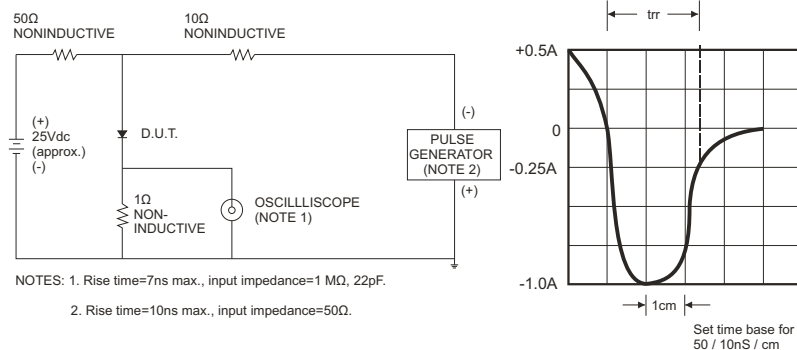 50Ω
NONINDUCTIVE
10Ω
NONINDUCTIVE
(+)
25Vdc
(approx.)
(-)
D.U.T.
1Ω
NON-
INDUCTIVE
OSCILLLISCOPE
(NOTE 1)
(-)
PULSE
GENERATOR
(NOTE 2)
(+)
NOTES: 1. Rise time=7ns max., input impedance=1 MΩ, 22pF.
2. Rise time=10ns max., input impedance=50Ω.
trr
+0.5A
0
-0.25A
-1.0A
1cm
Set time base for
50 / 10nS / cm